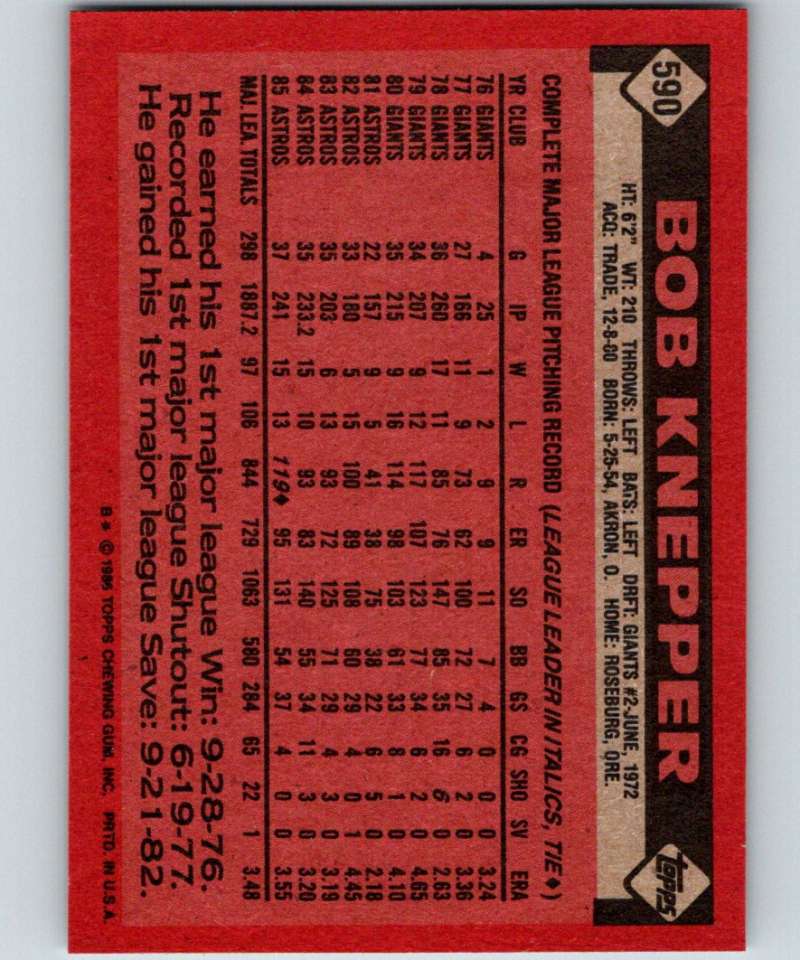 590
BOB KNEPPER
topps
HT: 6'2" WT: 210 THROWS: LEFT BATS: LEFT DRFT: GIANTS #2-JUNE, 1972
ACQ: TRADE, 12-8-80 BORN: 5-25-54, AKRON, O. HOME: ROSEBURG, ORE.
COMPLETE MAJOR LEAGUE PITCHING RECORD (LEAGUE LEADER IN ITALICS, TIE♦)
YR CLUB G IP W L R ER SO BB GS CG SHO SV ERA
76 GIANTS 4 25 1 2 9 9 11 7 4 0 0 0 3.24
77 GIANTS 27 166 11 9 73 62 100 72 27 6 2 0 3.36
78 GIANTS 36 260 17 11 85 76 147 85 35 16 6 0 2.63
79 GIANTS 34 207 9 12 117 107 123 77 34 6 2 0 4.65
80 GIANTS 35 215 9 16 114 98 103 61 33 8 1 0 4.10
81 ASTROS 22 157 9 5 41 38 75 38 22 6 5 0 2.18
82 ASTROS 33 180 5 15 100 89 108 60 29 4 0 1 4.45
83 ASTROS 35 203 6 13 93 72 125 71 29 4 3 0 3.19
84 ASTROS 35 233.2 15 10 93 83 140 55 34 11 3 0 3.20
85 ASTROS 37 241 15 13 119♦ 95 131 54 37 4 0 0 3.55
MAJ. LEA. TOTALS 298 1887.2 97 106 844 729 1063 580 284 65 22 1 3.48
He earned his 1st major league Win: 9-28-76.
Recorded 1st major league Shutout: 6-19-77.
He gained his 1st major league Save: 9-21-82.
B* © 1986 TOPPS CHEWING GUM, INC. PRTD. IN U.S.A.